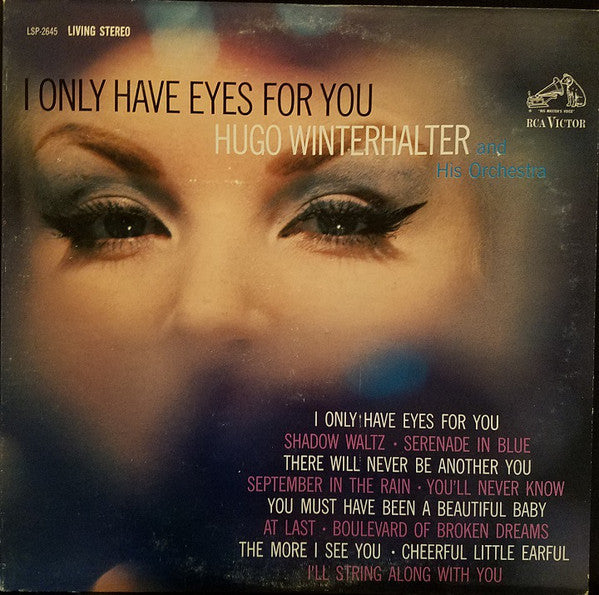 LSP-2645 LIVING STEREO
I ONLY HAVE EYES FOR YOU
HUGO WINTERHALTER and
His Orchestra
"HIS MASTER'S VOICE"
RCA VICTOR
I ONLY HAVE EYES FOR YOU
SHADOW WALTZ · SERENADE IN BLUE
THERE WILL NEVER BE ANOTHER YOU
SEPTEMBER IN THE RAIN · YOU'LL NEVER KNOW
YOU MUST HAVE BEEN A BEAUTIFUL BABY
AT LAST · BOULEVARD OF BROKEN DREAMS
THE MORE I SEE YOU · CHEERFUL LITTLE EARFUL
I'LL STRING ALONG WITH YOU